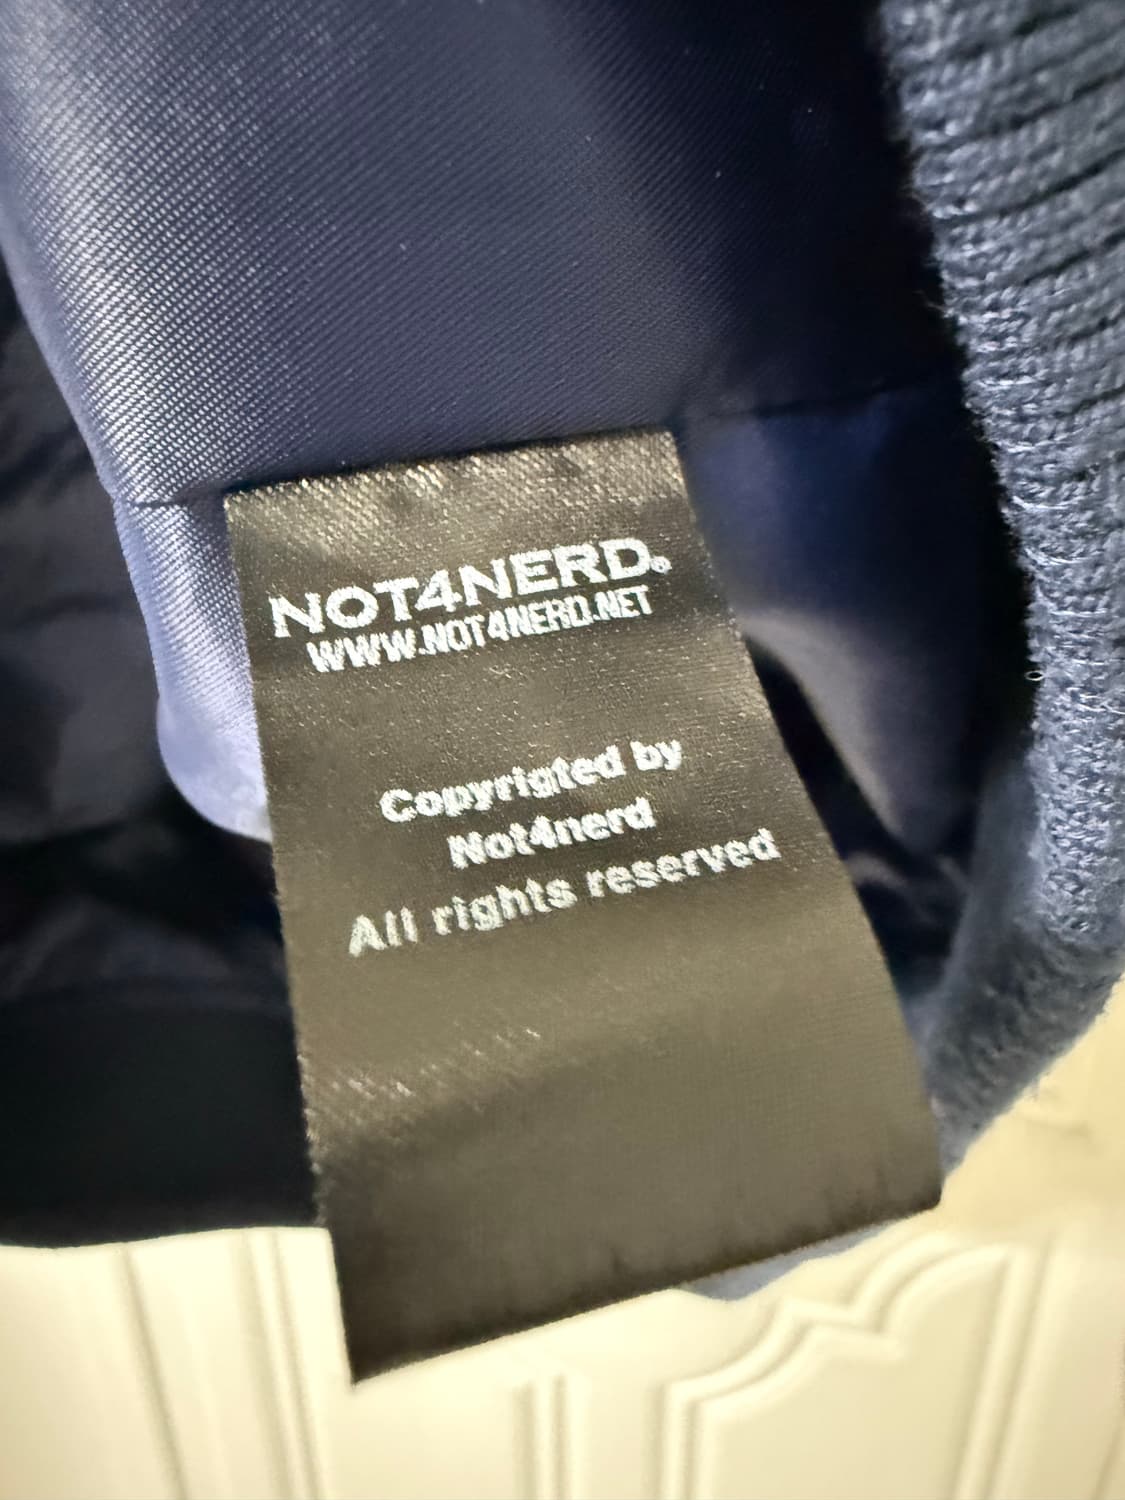 NOT4NERD®
WWW.NOT4NERD.NET
Copyrigted by
Not4nerd
All rights reserved